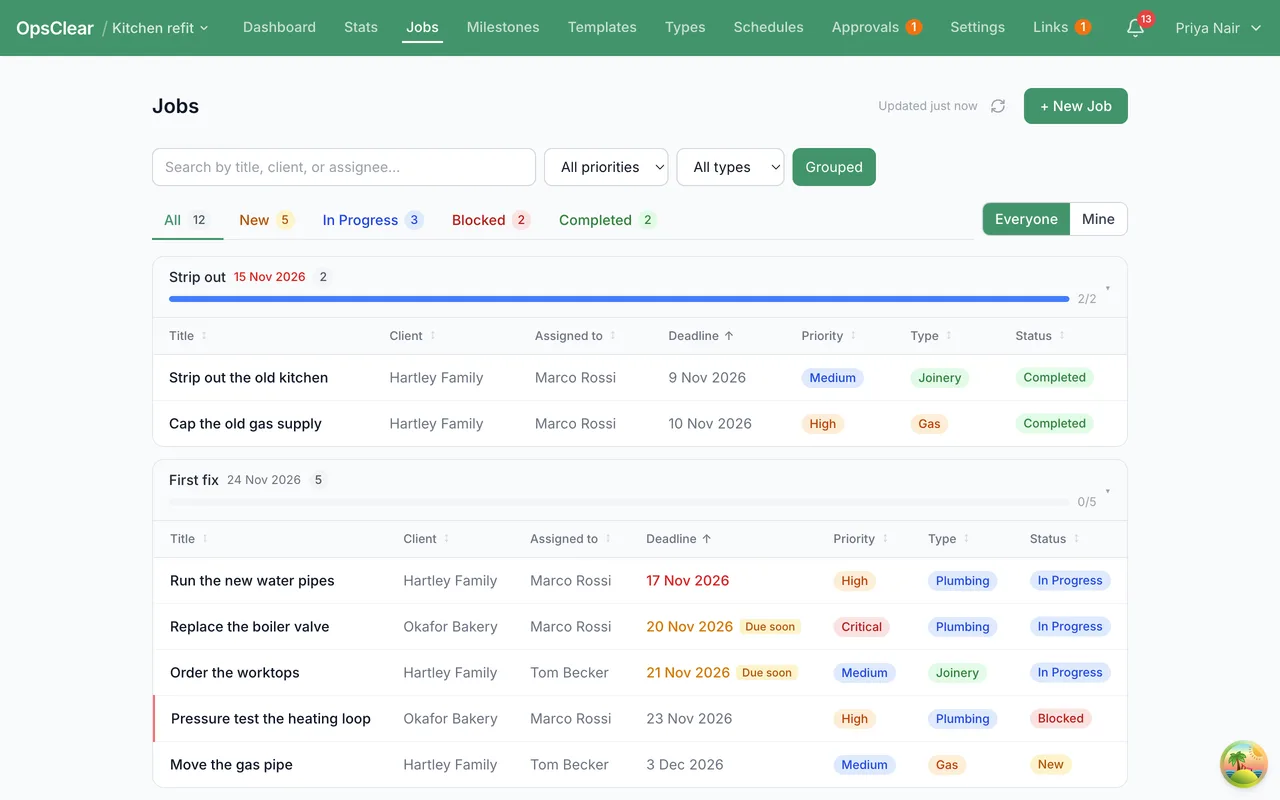 OpsClear / Kitchen refit Dashboard Stats Jobs Milestones Templates Types Schedules Approvals 1 Settings Links 1 13 Priya Nair
Jobs Updated just now + New Job
Search by title, client, or assignee... All priorities All types Grouped
All 12 New 5 In Progress 3 Blocked 2 Completed 2 Everyone Mine
Strip out 15 Nov 2026 2
2/2
Title Client Assigned to Deadline ↑ Priority Type Status
Strip out the old kitchen Hartley Family Marco Rossi 9 Nov 2026 Medium Joinery Completed
Cap the old gas supply Hartley Family Marco Rossi 10 Nov 2026 High Gas Completed
First fix 24 Nov 2026 5
0/5
Title Client Assigned to Deadline ↑ Priority Type Status
Run the new water pipes Hartley Family Marco Rossi 17 Nov 2026 High Plumbing In Progress
Replace the boiler valve Okafor Bakery Marco Rossi 20 Nov 2026 Due soon Critical Plumbing In Progress
Order the worktops Hartley Family Tom Becker 21 Nov 2026 Due soon Medium Joinery In Progress
Pressure test the heating loop Okafor Bakery Marco Rossi 23 Nov 2026 High Plumbing Blocked
Move the gas pipe Hartley Family Tom Becker 3 Dec 2026 Medium Gas New